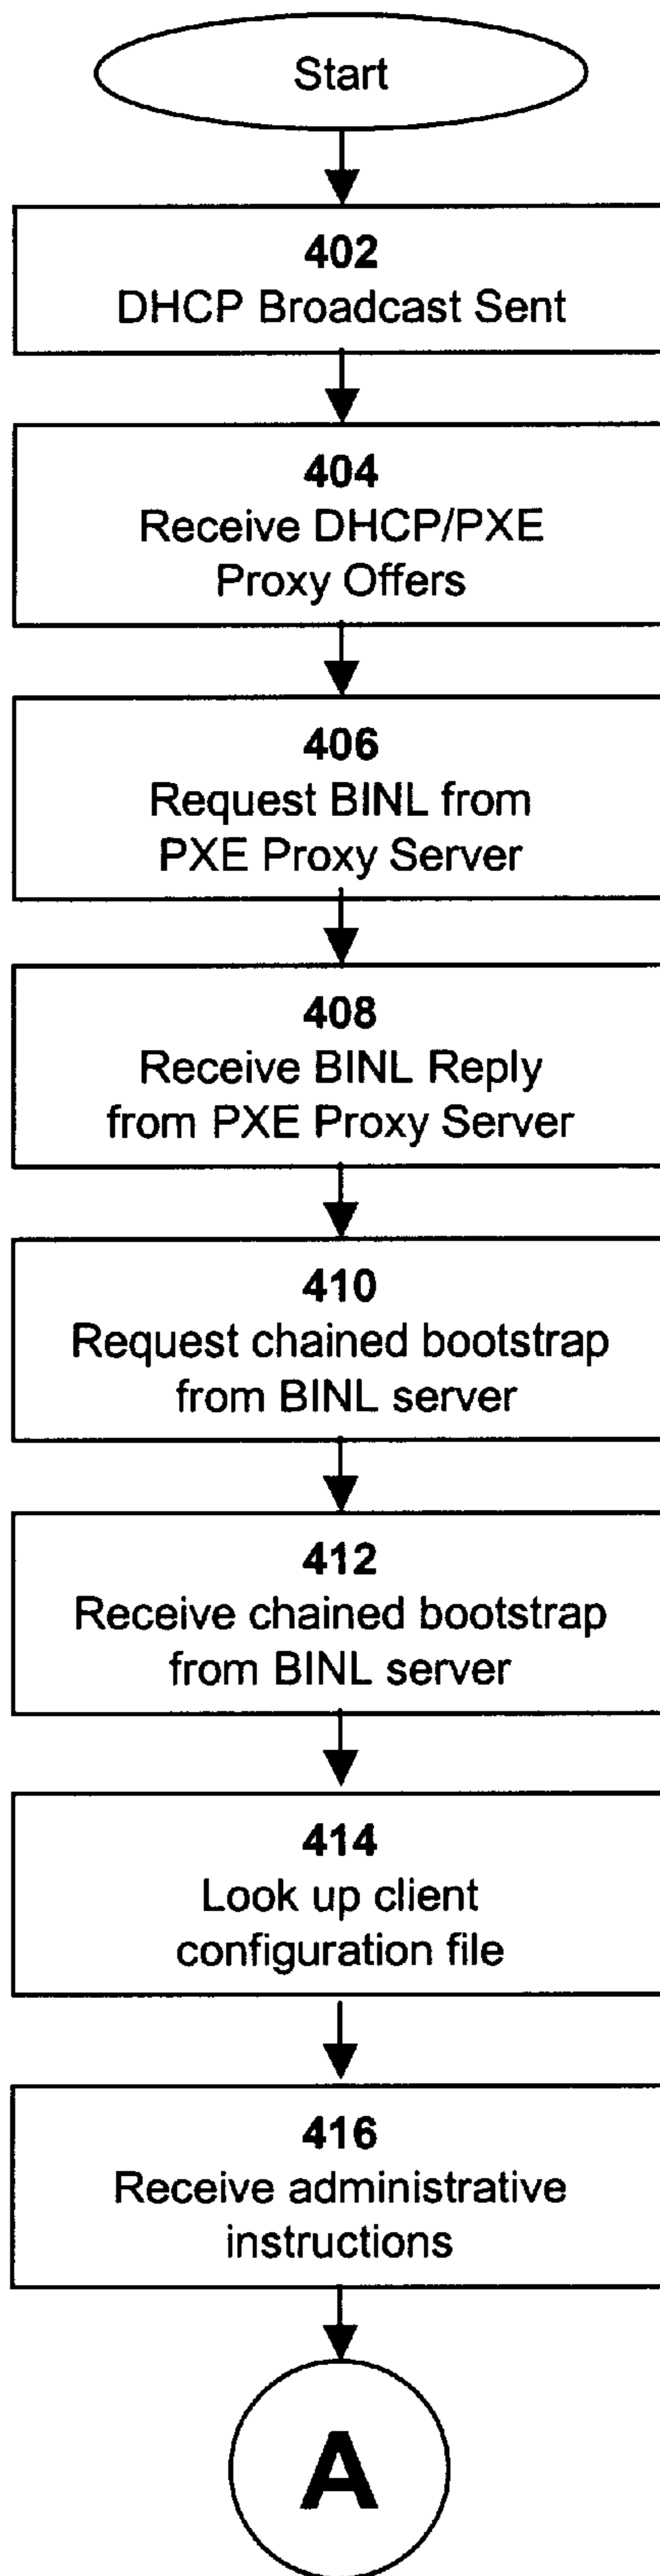 Start
402
DHCP Broadcast Sent
404
Receive DHCP/PXE
Proxy Offers
406
Request BINL from
PXE Proxy Server
408
Receive BINL Reply
from PXE Proxy Server
410
Request chained bootstrap
from BINL server
412
Receive chained bootstrap
from BINL server
414
Look up client
configuration file
416
Receive administrative
instructions
A